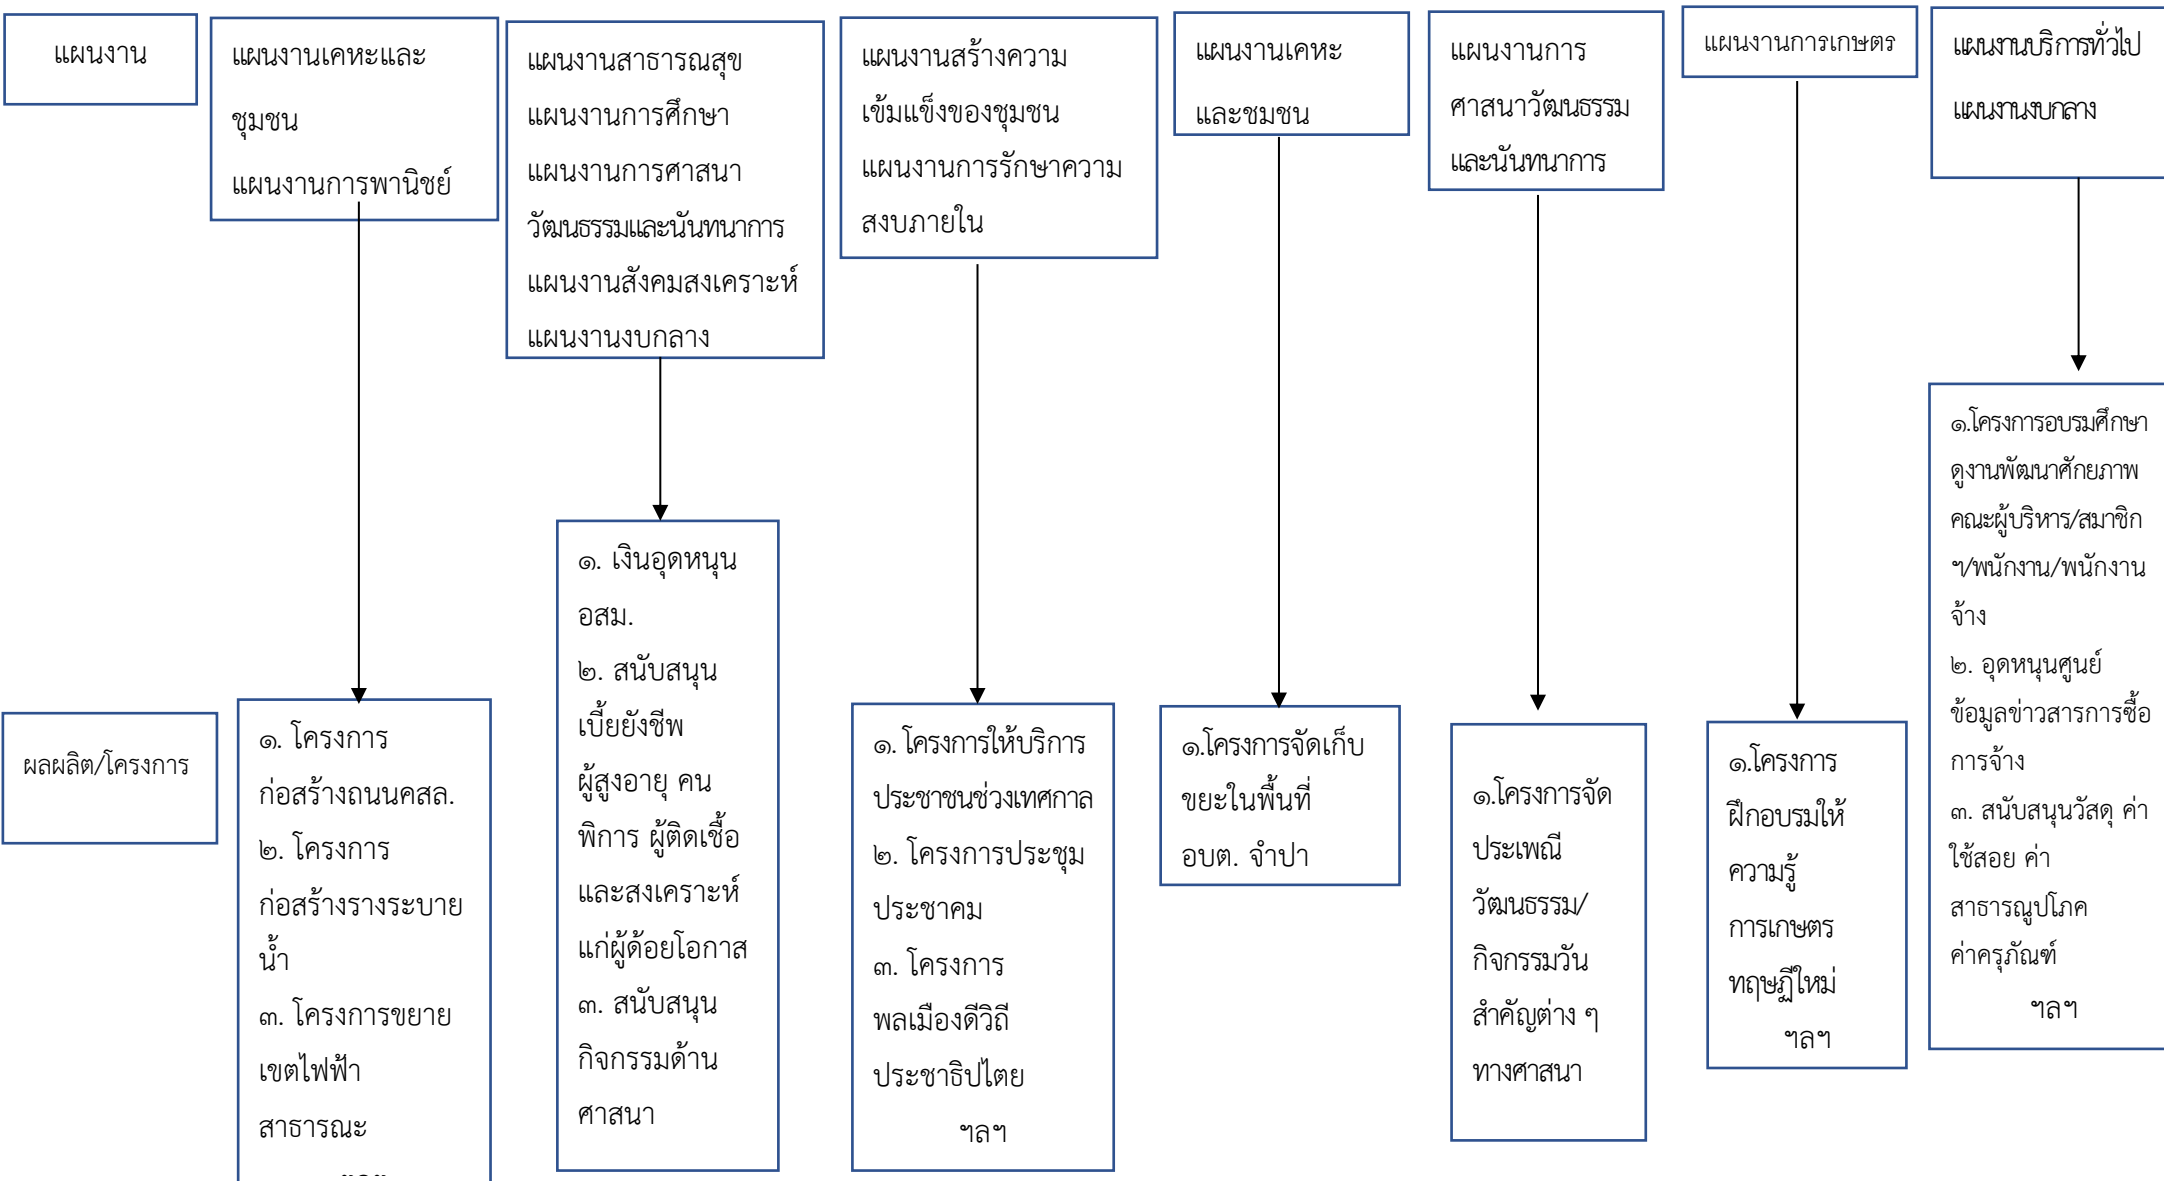 แผนงาน
แผนงานเคหะและ
ชุมชน
แผนงานการพานิชย์
แผนงานสาธารณสุข
แผนงานการศึกษา
แผนงานการศาสนา
วัฒนธรรมและนันทนาการ
แผนงานสังคมสงเคราะห์
แผนงานงบกลาง
แผนงานสร้างความ
เข้มแข็งของชุมชน
แผนงานการรักษาความ
สงบภายใน
แผนงานเคหะ
และชมชน
แผนงานการ
ศาสนาวัฒนธรรม
และนันทนาการ
แผนงานการเกษตร
แผนงานบริการทั่วไป
แผนงานงบกลาง
ผลผลิต/โครงการ
๑. โครงการ
ก่อสร้างถนนคสล.
๒. โครงการ
ก่อสร้างรางระบาย
น้ำ
๓. โครงการขยาย
เขตไฟฟ้า
สาธารณะ
๑. เงินอุดหนุน
อสม.
๒. สนับสนุน
เบี้ยยังชีพ
ผู้สูงอายุ คน
พิการ ผู้ติดเชื้อ
และสงเคราะห์
แก่ผู้ด้อยโอกาส
๓. สนับสนุน
กิจกรรมด้าน
ศาสนา
๑. โครงการให้บริการ
ประชาชนช่วงเทศกาล
๒. โครงการประชุม
ประชาคม
๓. โครงการ
พลเมืองดีวิถี
ประชาธิปไตย
ฯลฯ
๑.โครงการจัดเก็บ
ขยะในพื้นที่
อบต. จำปา
๑.โครงการจัด
ประเพณี
วัฒนธรรม/
กิจกรรมวัน
สำคัญต่าง ๆ
ทางศาสนา
๑.โครงการ
ฝึกอบรมให้
ความรู้
การเกษตร
ทฤษฏีใหม่
ฯลฯ
๑.โครงการอบรมศึกษา
ดูงานพัฒนาศักยภาพ
คณะผู้บริหาร/สมาชิก
ฯ/พนักงาน/พนักงาน
จ้าง
๒. อุดหนุนศูนย์
ข้อมูลข่าวสารการซื้อ
การจ้าง
๓. สนับสนุนวัสดุ ค่า
ใช้สอย ค่า
สาธารณูปโภค
ค่าครุภัณฑ์
ฯลฯ